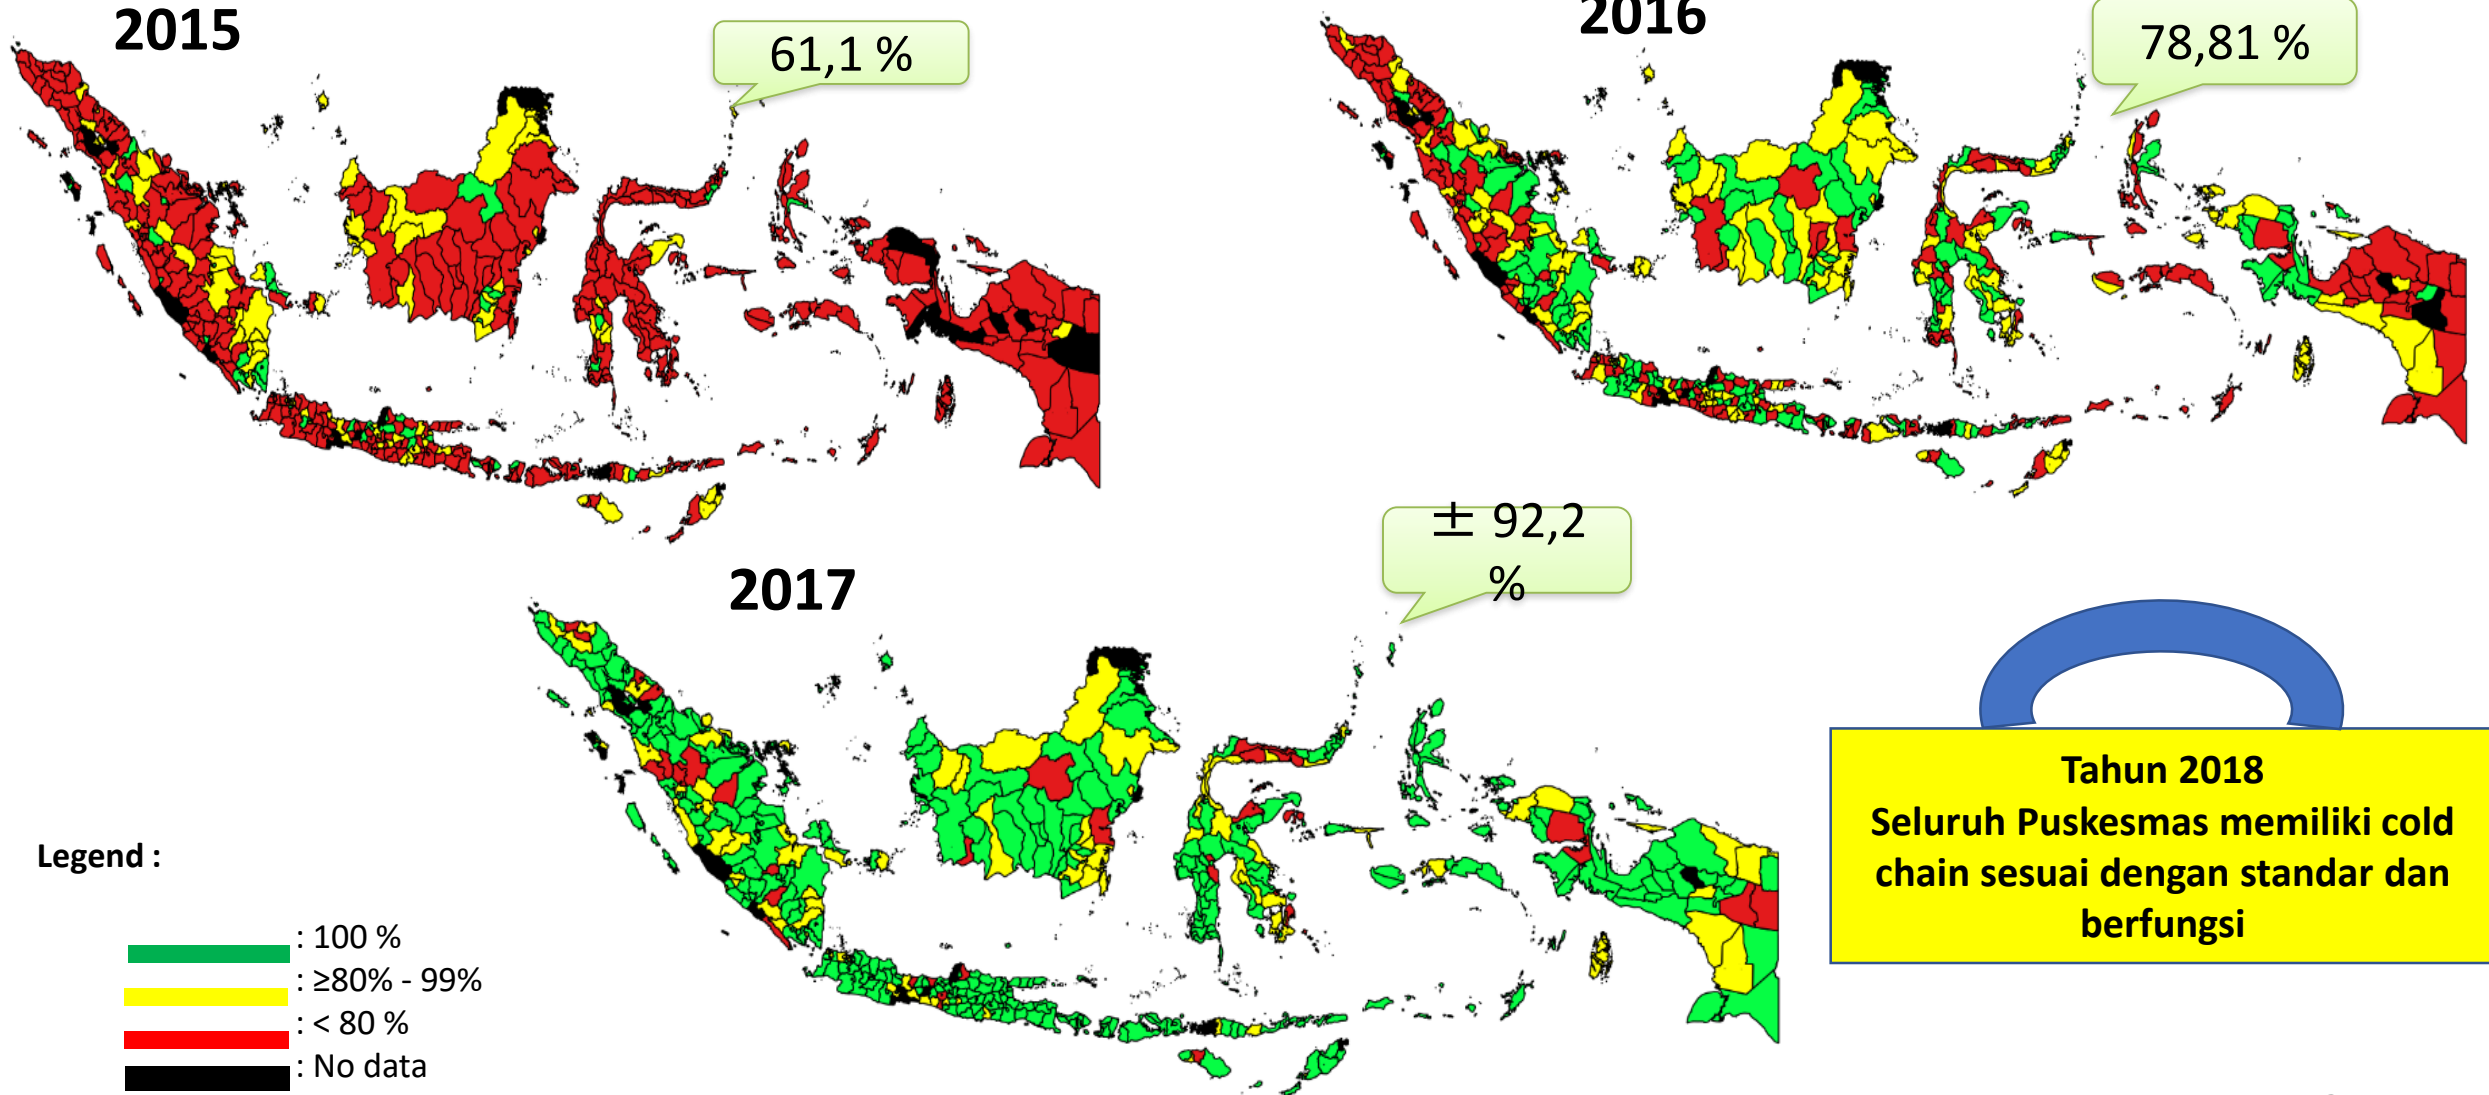 2015
61,1 %
2016
78,81 %
2017
± 92,2
%
Tahun 2018
Seluruh Puskesmas memiliki cold
chain sesuai dengan standar dan
berfungsi
Legend :
: 100 %
: ≥80% - 99%
: < 80 %
: No data